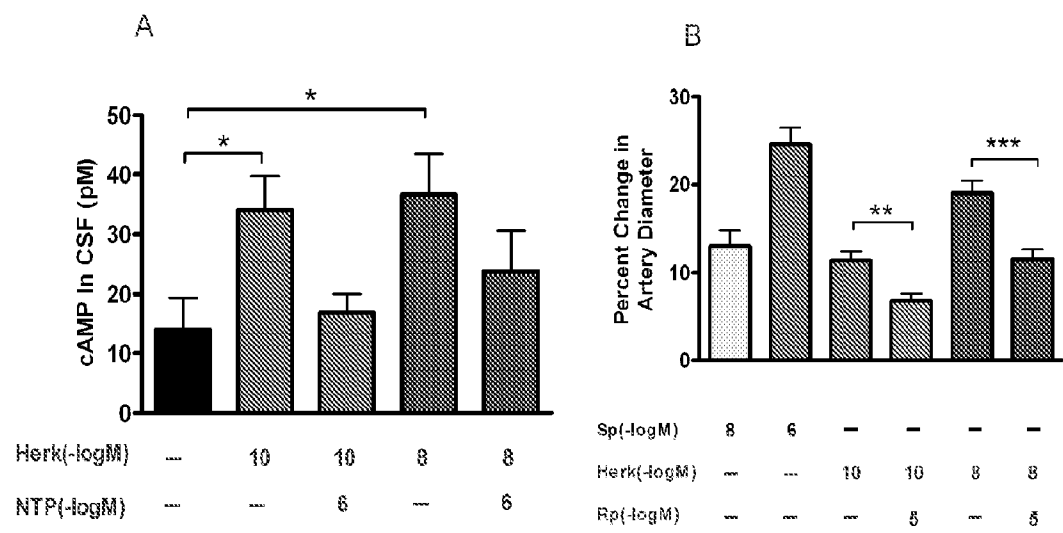 A
B
*
*
50
40
30
20
10
0
cAMP In CSF (pM)
Herk(-logM) --- 10 10 8 8
NTP(-logM) --- --- 6 --- 6
30
20
10
0
Percent Change in
Artery Diameter
**
***
Sp(-logM) 8 6 – – – –
Herk(-logM) --- --- 10 10 8 8
Rp(-logM) --- --- --- 5 --- 5